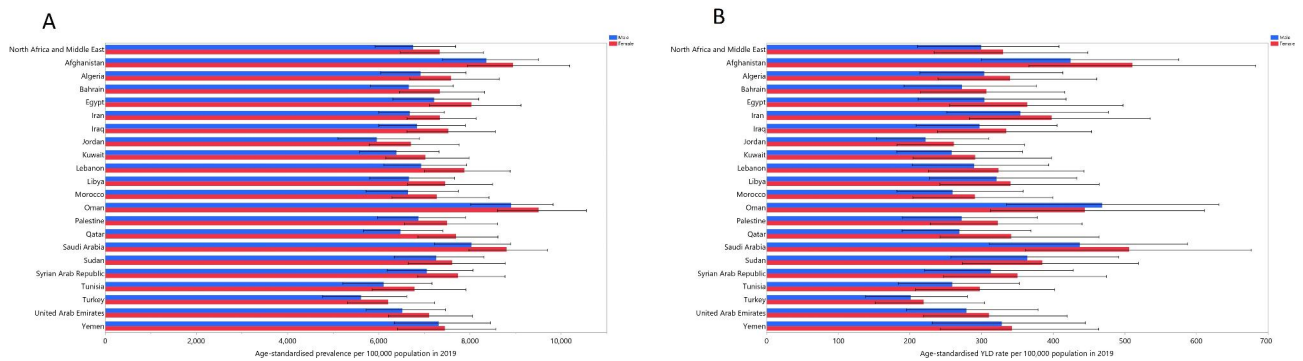 A
Male
Female
North Africa and Middle East
Afghanistan
Algeria
Bahrain
Egypt
Iran
Iraq
Jordan
Kuwait
Lebanon
Libya
Morocco
Oman
Palestine
Qatar
Saudi Arabia
Sudan
Syrian Arab Republic
Tunisia
Turkey
United Arab Emirates
Yemen
0 2,000 4,000 6,000 8,000 10,000
Age-standardised prevalence per 100,000 population in 2019
B
Male
Female
North Africa and Middle East
Afghanistan
Algeria
Bahrain
Egypt
Iran
Iraq
Jordan
Kuwait
Lebanon
Libya
Morocco
Oman
Palestine
Qatar
Saudi Arabia
Sudan
Syrian Arab Republic
Tunisia
Turkey
United Arab Emirates
Yemen
0 100 200 300 400 500 600 700
Age-standardised YLD rate per 100,000 population in 2019